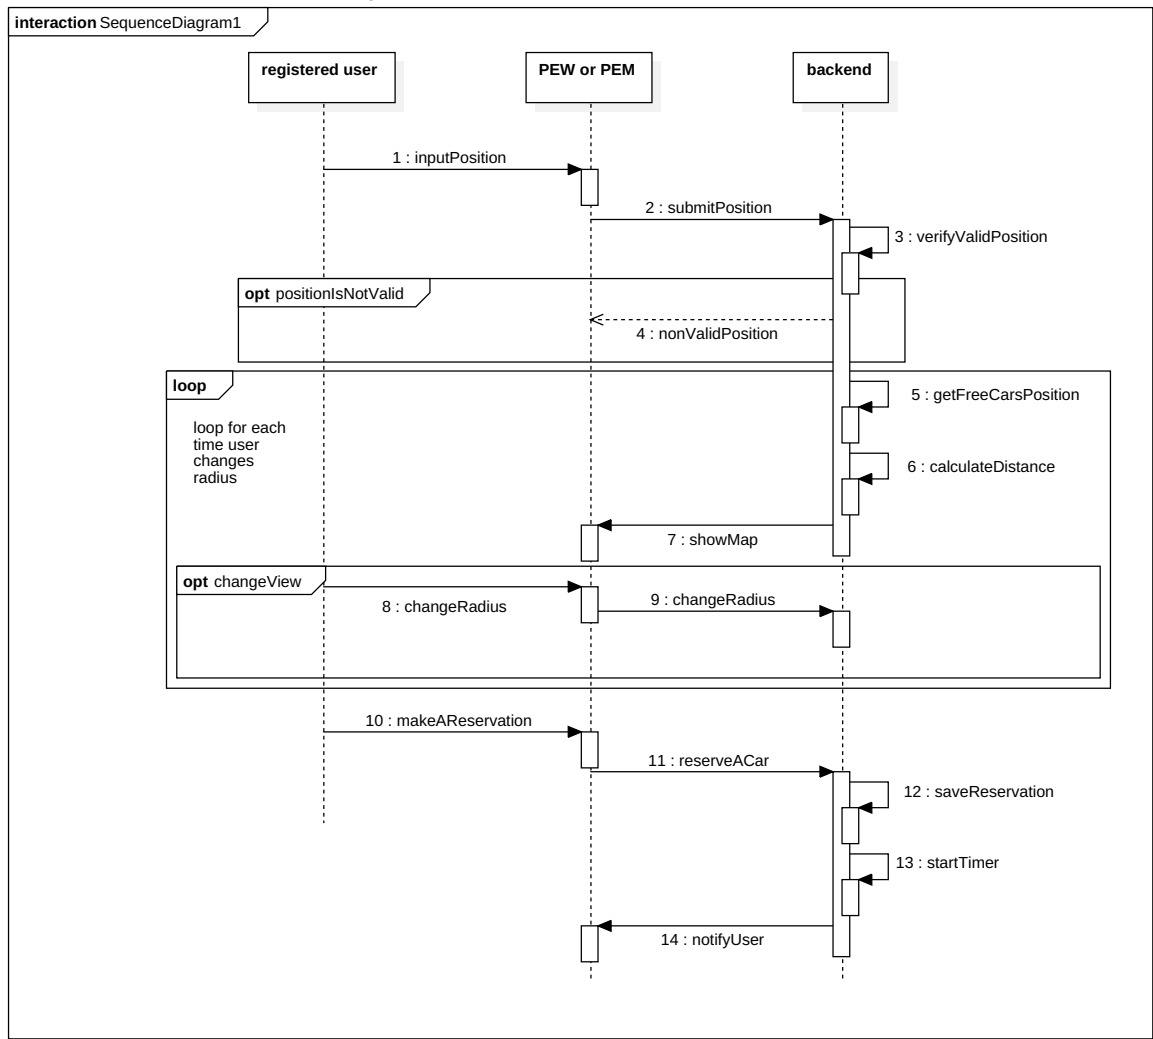 interaction SequenceDiagram1
registered user
PEW or PEM
backend
1 : inputPosition
2 : submitPosition
3 : verifyValidPosition
opt positionIsNotValid
4 : nonValidPosition
loop
5 : getFreeCarsPosition
loop for each
time user
changes
radius
6 : calculateDistance
7 : showMap
opt changeView
8 : changeRadius
9 : changeRadius
10 : makeAReservation
11 : reserveACar
12 : saveReservation
13 : startTimer
14 : notifyUser